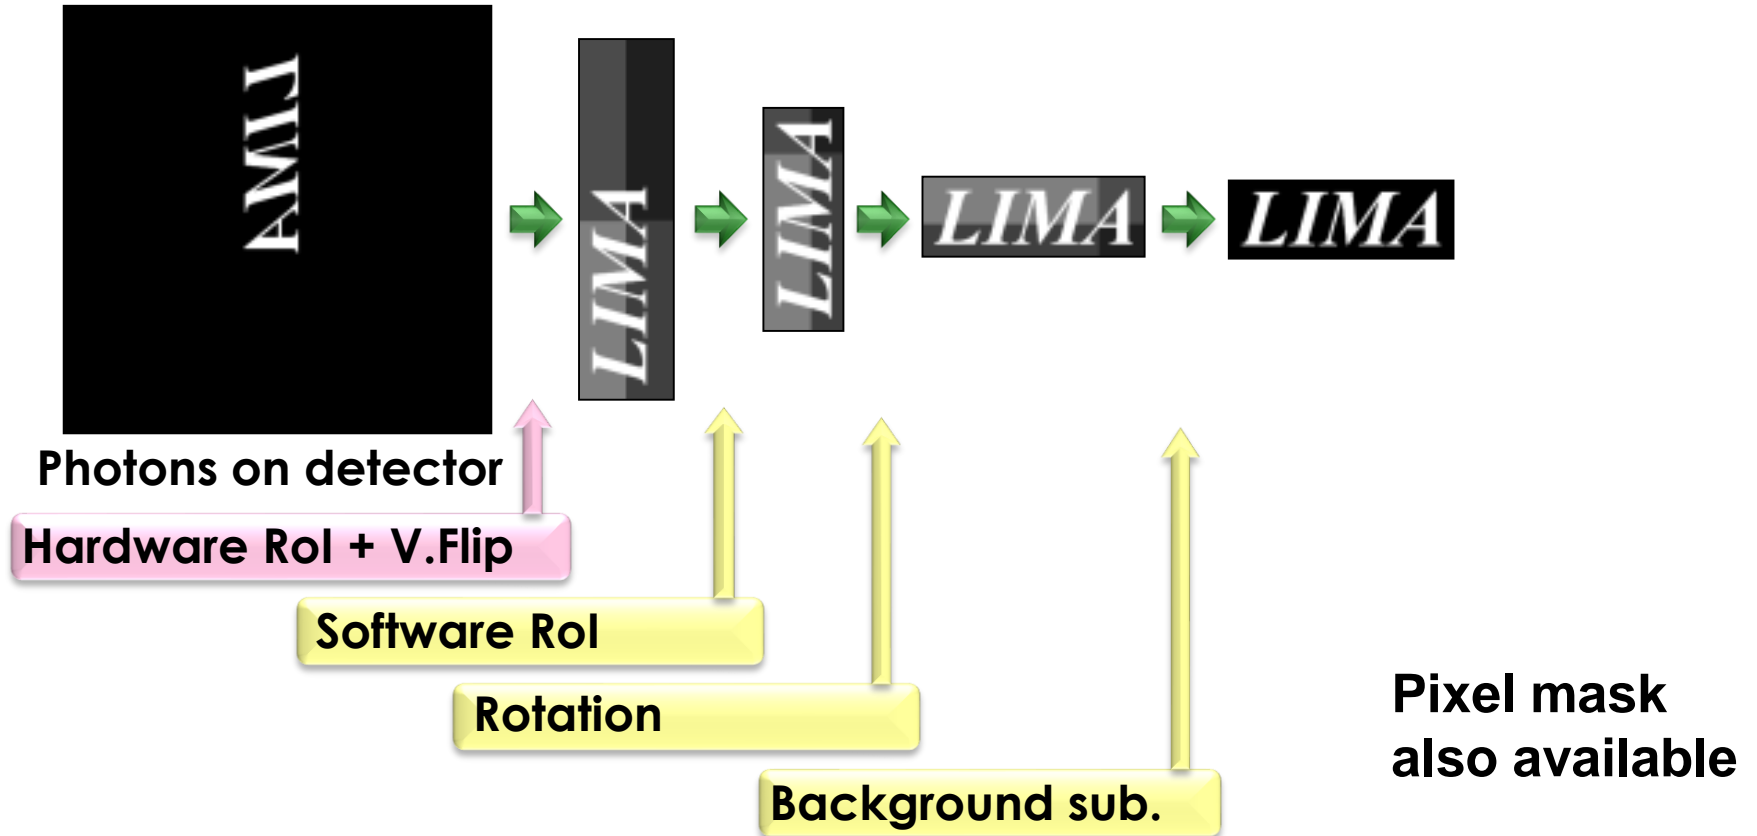 LIMA
LIMA
LIMA
LIMA
LIMA
Photons on detector
Hardware RoI + V.Flip
Software RoI
Rotation
Background sub.
Pixel mask
also available